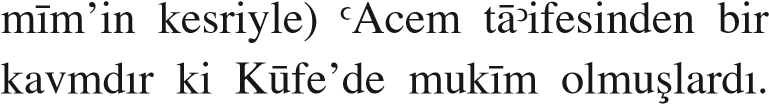 mīm’in kesriyle) ʿAcem tāʾifesinden bir
kavmdır ki Kūfe’de mukīm olmuşlardı.